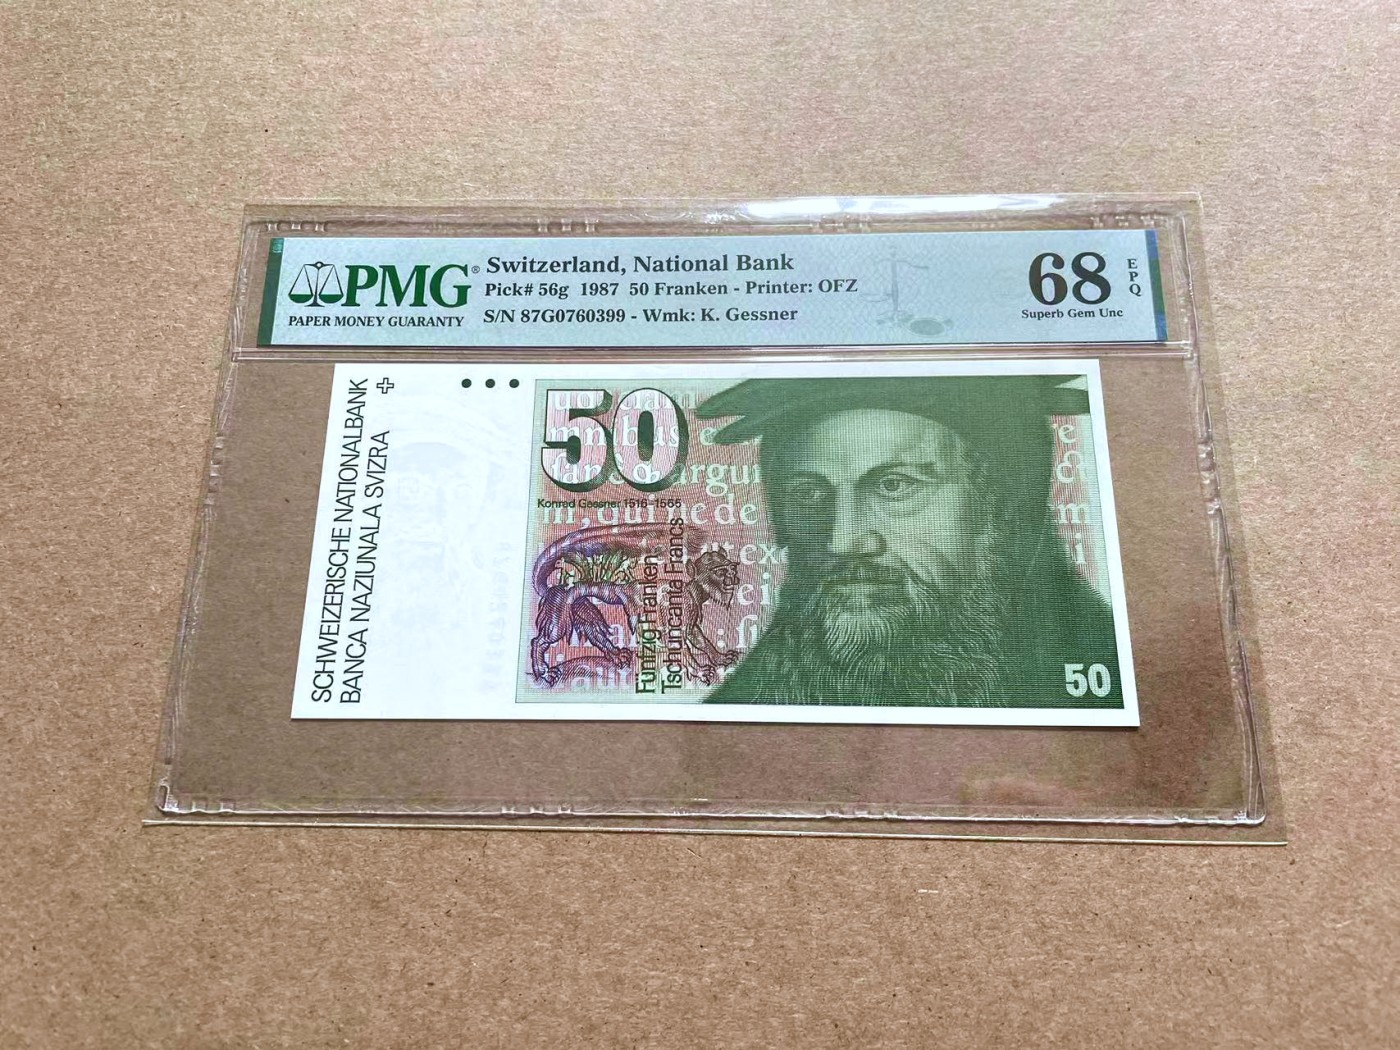 PMG®
PAPER MONEY GUARANTY
Switzerland, National Bank
Pick# 56g 1987 50 Franken - Printer: OFZ
S/N 87G0760399 - Wmk: K. Gessner
68
EPQ
Superb Gem Unc
SCHWEIZERISCHE NATIONALBANK
BANCA NAZIUNALA SVIZRA
50
Konrad Gessner 1516–1565
Fünfzig Franken
Tschuncanta Francs
50